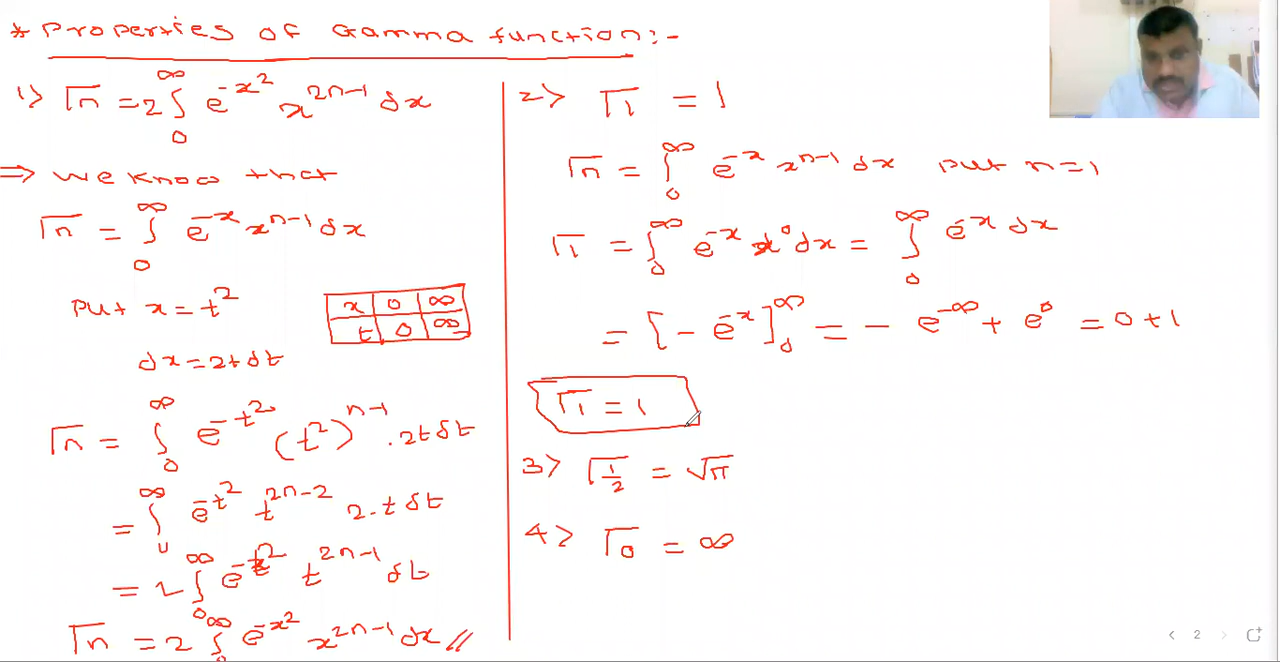 * Properties of Gamma function:-
1) Γn = 2 ∫₀^∞ e^-x² x^2n-1 dx
⇒ we know that
Γn = ∫₀^∞ e^-x x^n-1 dx
Put x = t²
x 0 ∞
t 0 ∞
dx = 2t dt
Γn = ∫₀^∞ e^-t² (t²)^n-1 . 2t dt
= ∫₀^∞ e^-t² t^2n-2 2.t dt
= 2 ∫₀^∞ e^-t² t^2n-1 dt
Γn = 2 ∫₀^∞ e^-x² x^2n-1 dx //
2) Γ1 = 1
Γn = ∫₀^∞ e^-x x^n-1 dx Put n=1
Γ1 = ∫₀^∞ e^-x x⁰ dx = ∫₀^∞ e^-x dx
= [- e^-x]₀^∞ = - e^-∞ + e⁰ = 0+1
Γ1 = 1
3) Γ1/2 = √π
4) Γ0 = ∞
2